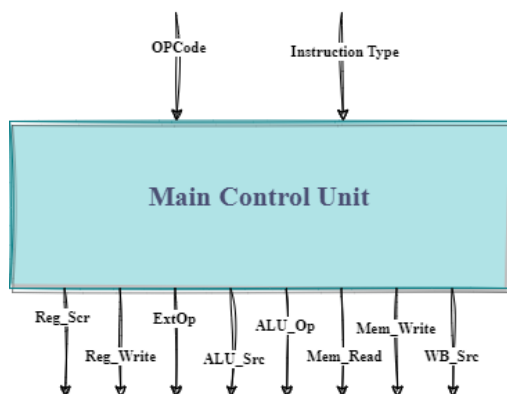 OPCode
Instruction Type
Main Control Unit
Reg_Scr
Reg_Write
ExtOp
ALU_Src
ALU_Op
Mem_Read
Mem_Write
WB_Src